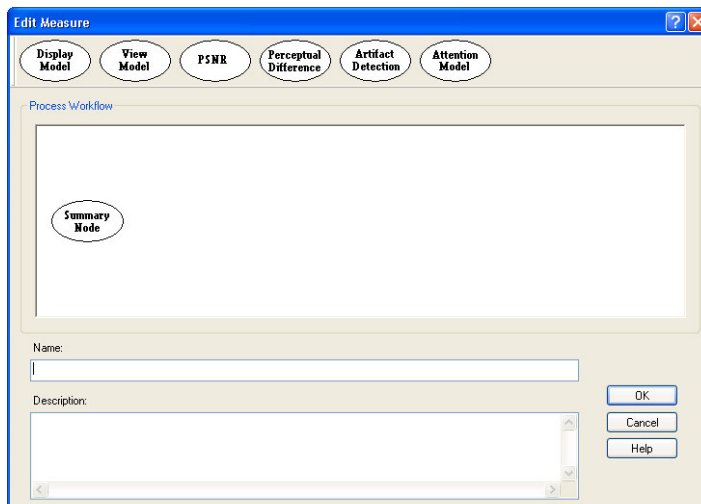 Edit Measure
Display
Model
View
Model
PSNR
Perceptual
Difference
Artifact
Detection
Attention
Model
Process Workflow
Summary
Node
Name:
Description:
OK
Cancel
Help